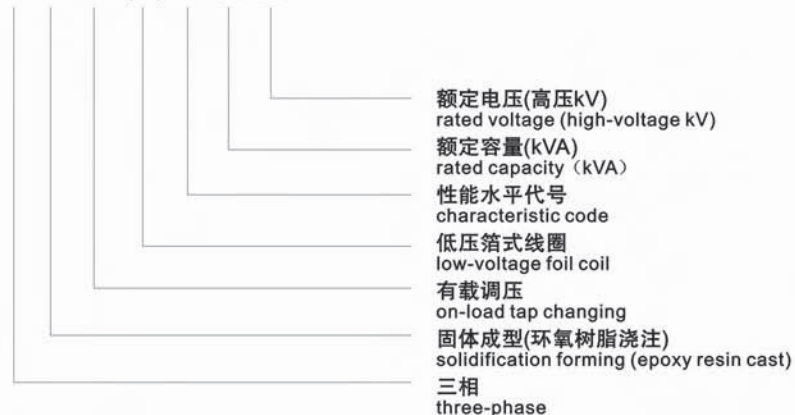 额定电压(高压kV)
rated voltage (high-voltage kV)
额定容量(kVA)
rated capacity（kVA）
性能水平代号
characteristic code
低压箔式线圈
low-voltage foil coil
有载调压
on-load tap changing
固体成型(环氧树脂浇注)
solidification forming (epoxy resin cast)
三相
three-phase